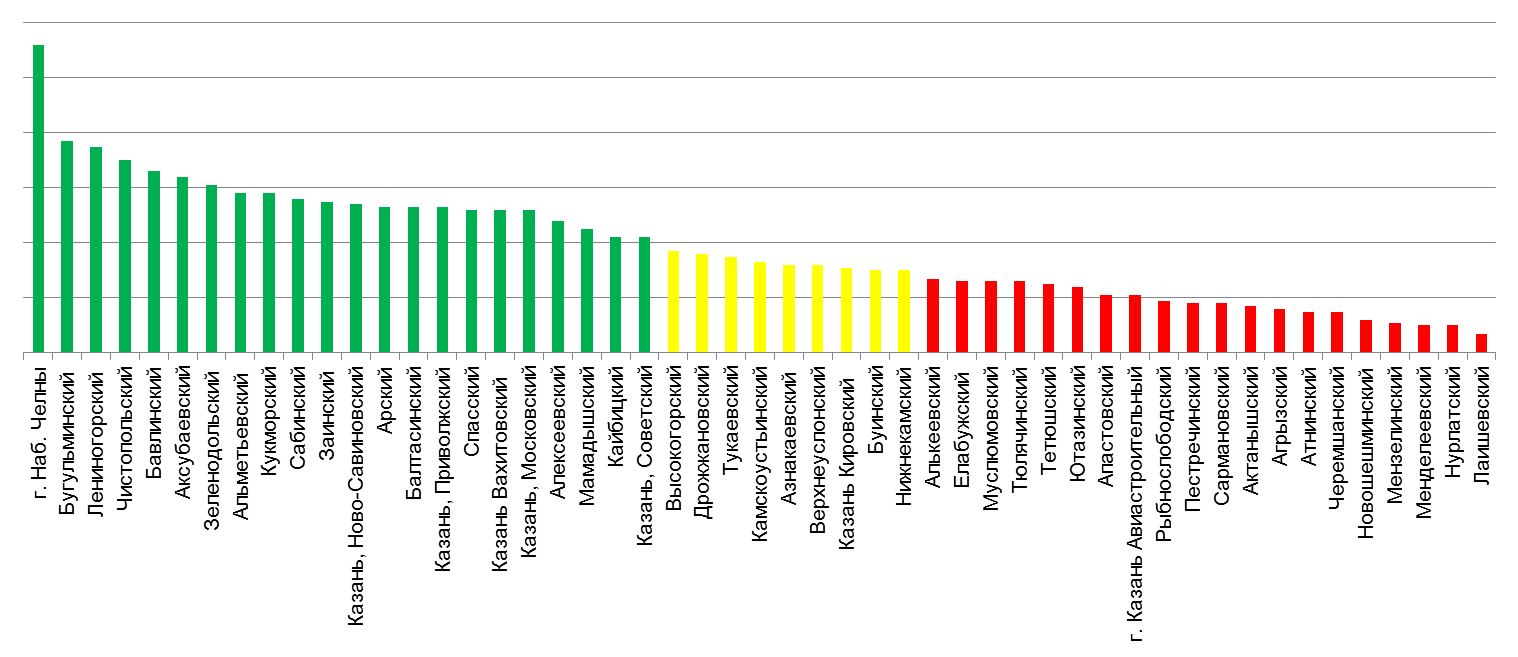 г. Наб. Челны
Бугульминский
Лениногорский
Чистопольский
Бавлинский
Аксубаевский
Зеленодольский
Альметьевский
Кукморский
Сабинский
Заинский
Казань, Ново-Савиновский
Арский
Балтасинский
Казань, Приволжский
Спасский
Казань Вахитовский
Казань, Московский
Алексеевский
Мамадышский
Кайбицкий
Казань, Советский
Высокогорский
Дрожжановский
Тукаевский
Камскоустьинский
Азнакаевский
Верхнеуслонский
Казань Кировский
Буинский
Нижнекамский
Алькеевский
Елабужский
Муслюмовский
Тюлячинский
Тетюшский
Ютазинский
Апастовский
г. Казань Авиастроительный
Рыбнослободский
Пестречинский
Сармановский
Актанышский
Агрызский
Атнинский
Черемшанский
Новошешминский
Мензелинский
Менделеевский
Нурлатский
Лаишевский